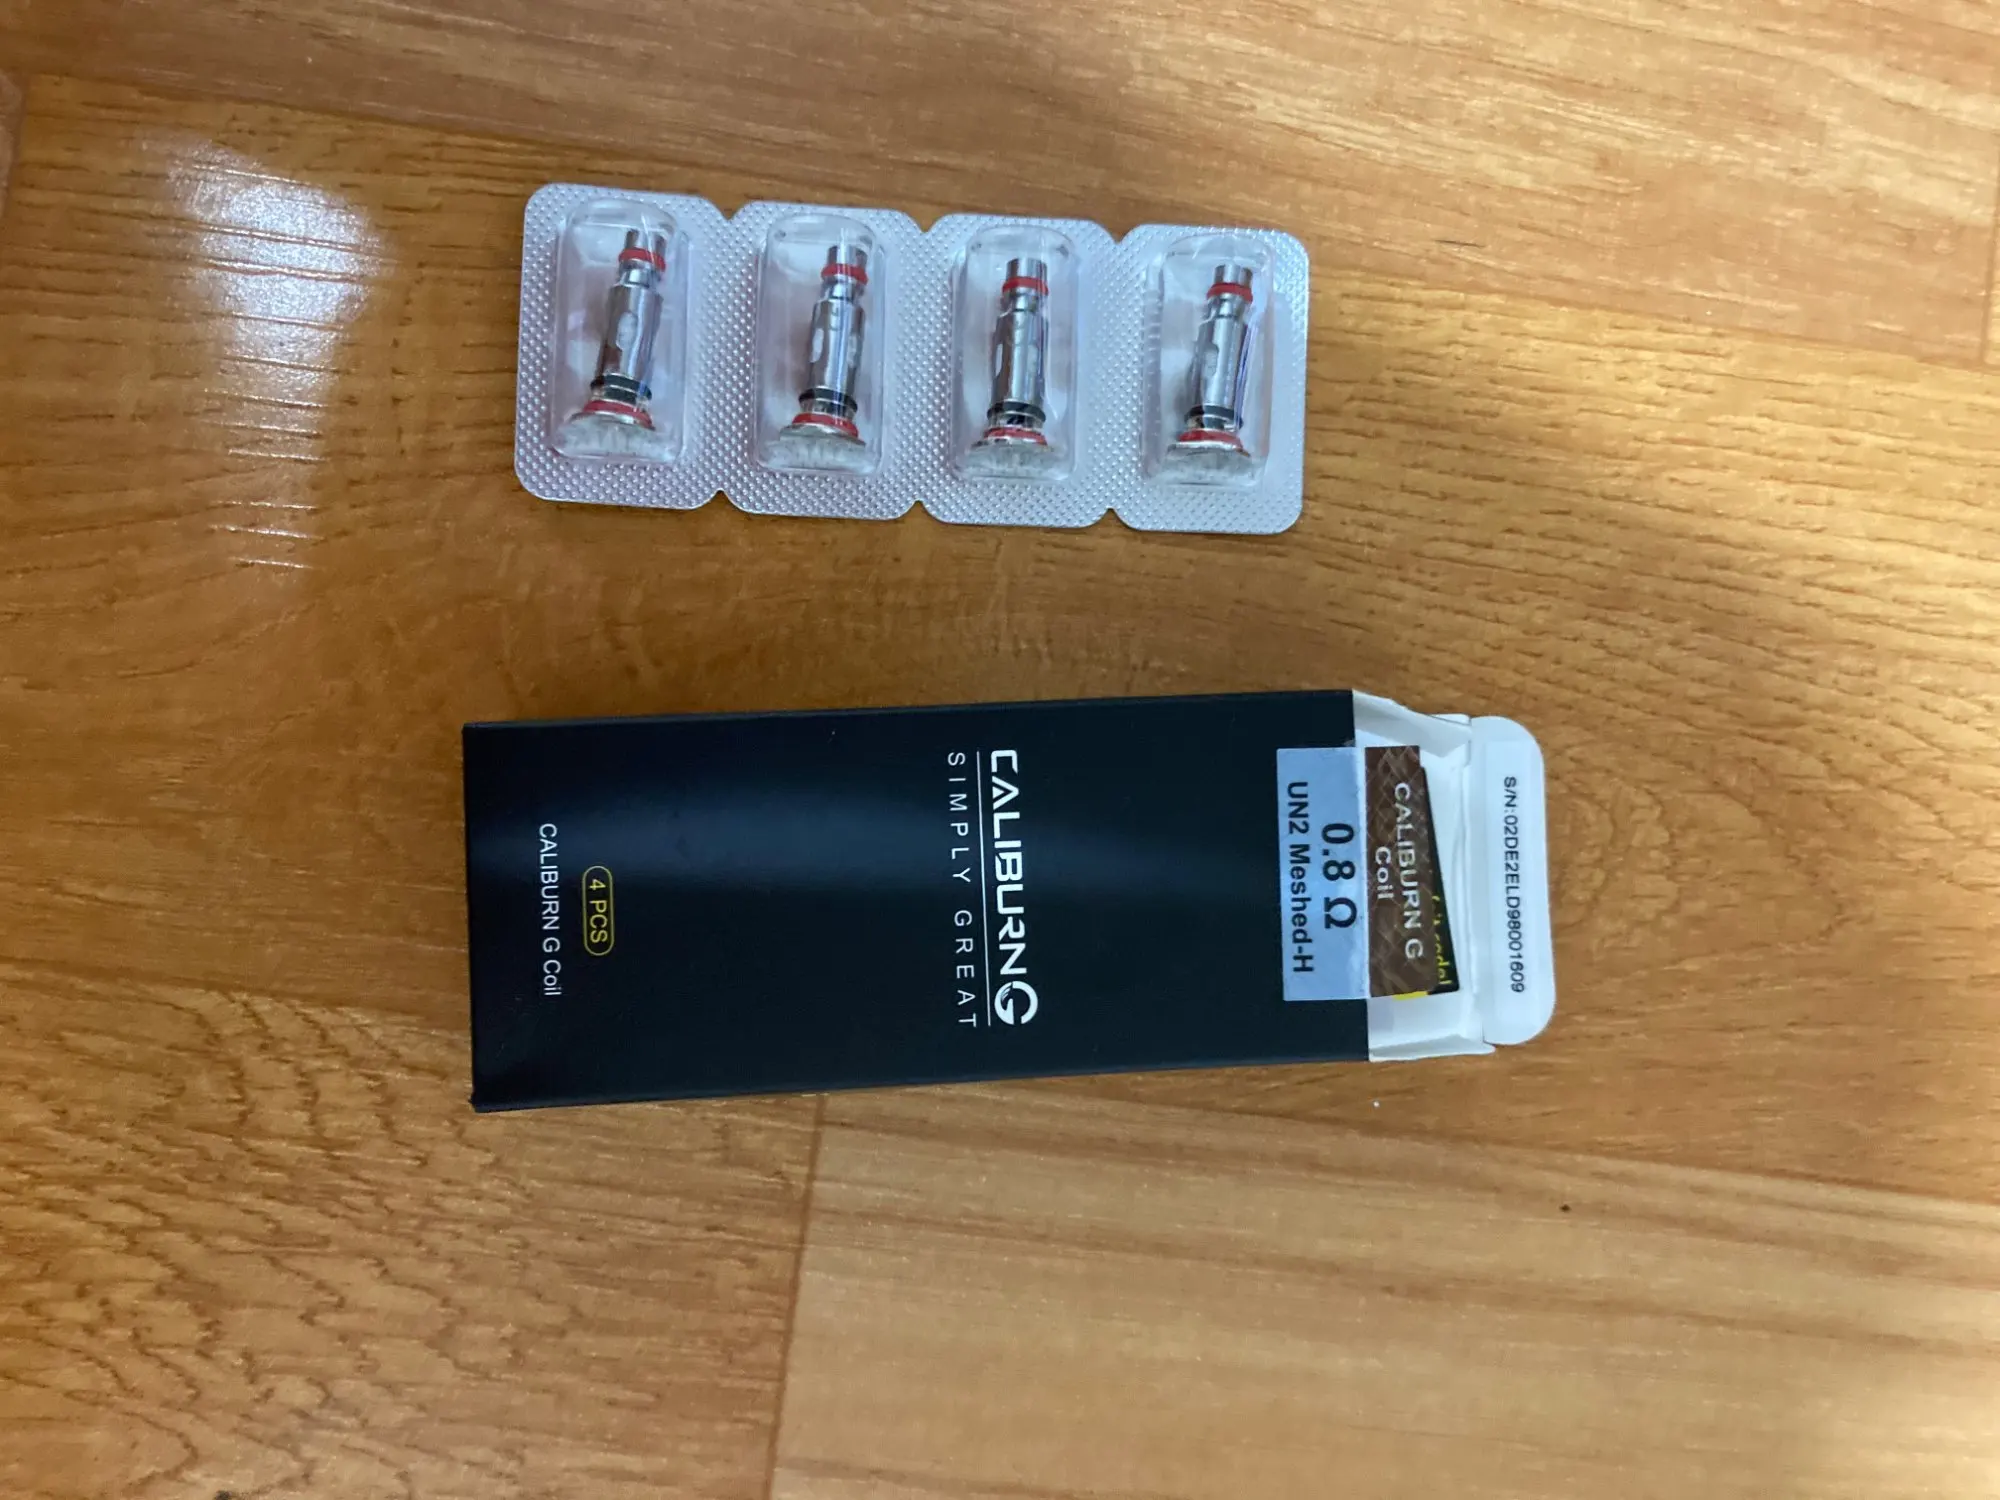 CALIBURN G
SIMPLY GREAT
4 PCS
CALIBURN G Coil
S/N:02DE2ELD98001609
CALIBURN G
Coil
0.8 Ω
UN2 Meshed-H